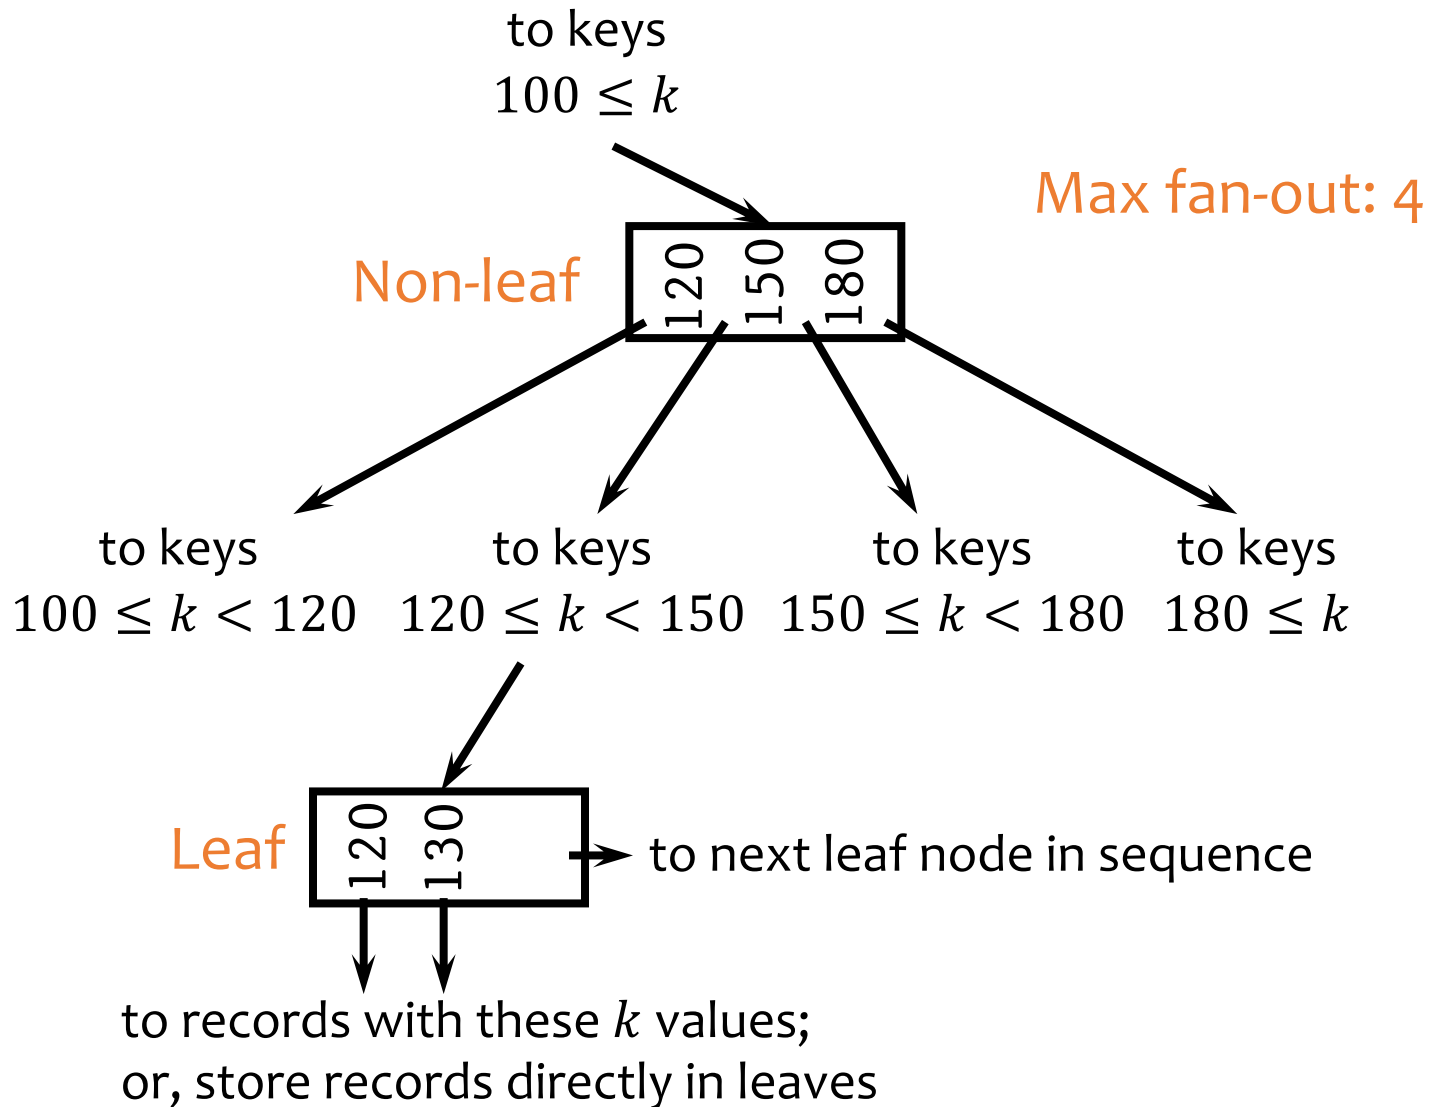 to keys
100 ≤ k
Max fan-out: 4
Non-leaf
120
150
180
to keys
100 ≤ k < 120
to keys
120 ≤ k < 150
to keys
150 ≤ k < 180
to keys
180 ≤ k
Leaf
120
130
to next leaf node in sequence
to records with these k values;
or, store records directly in leaves